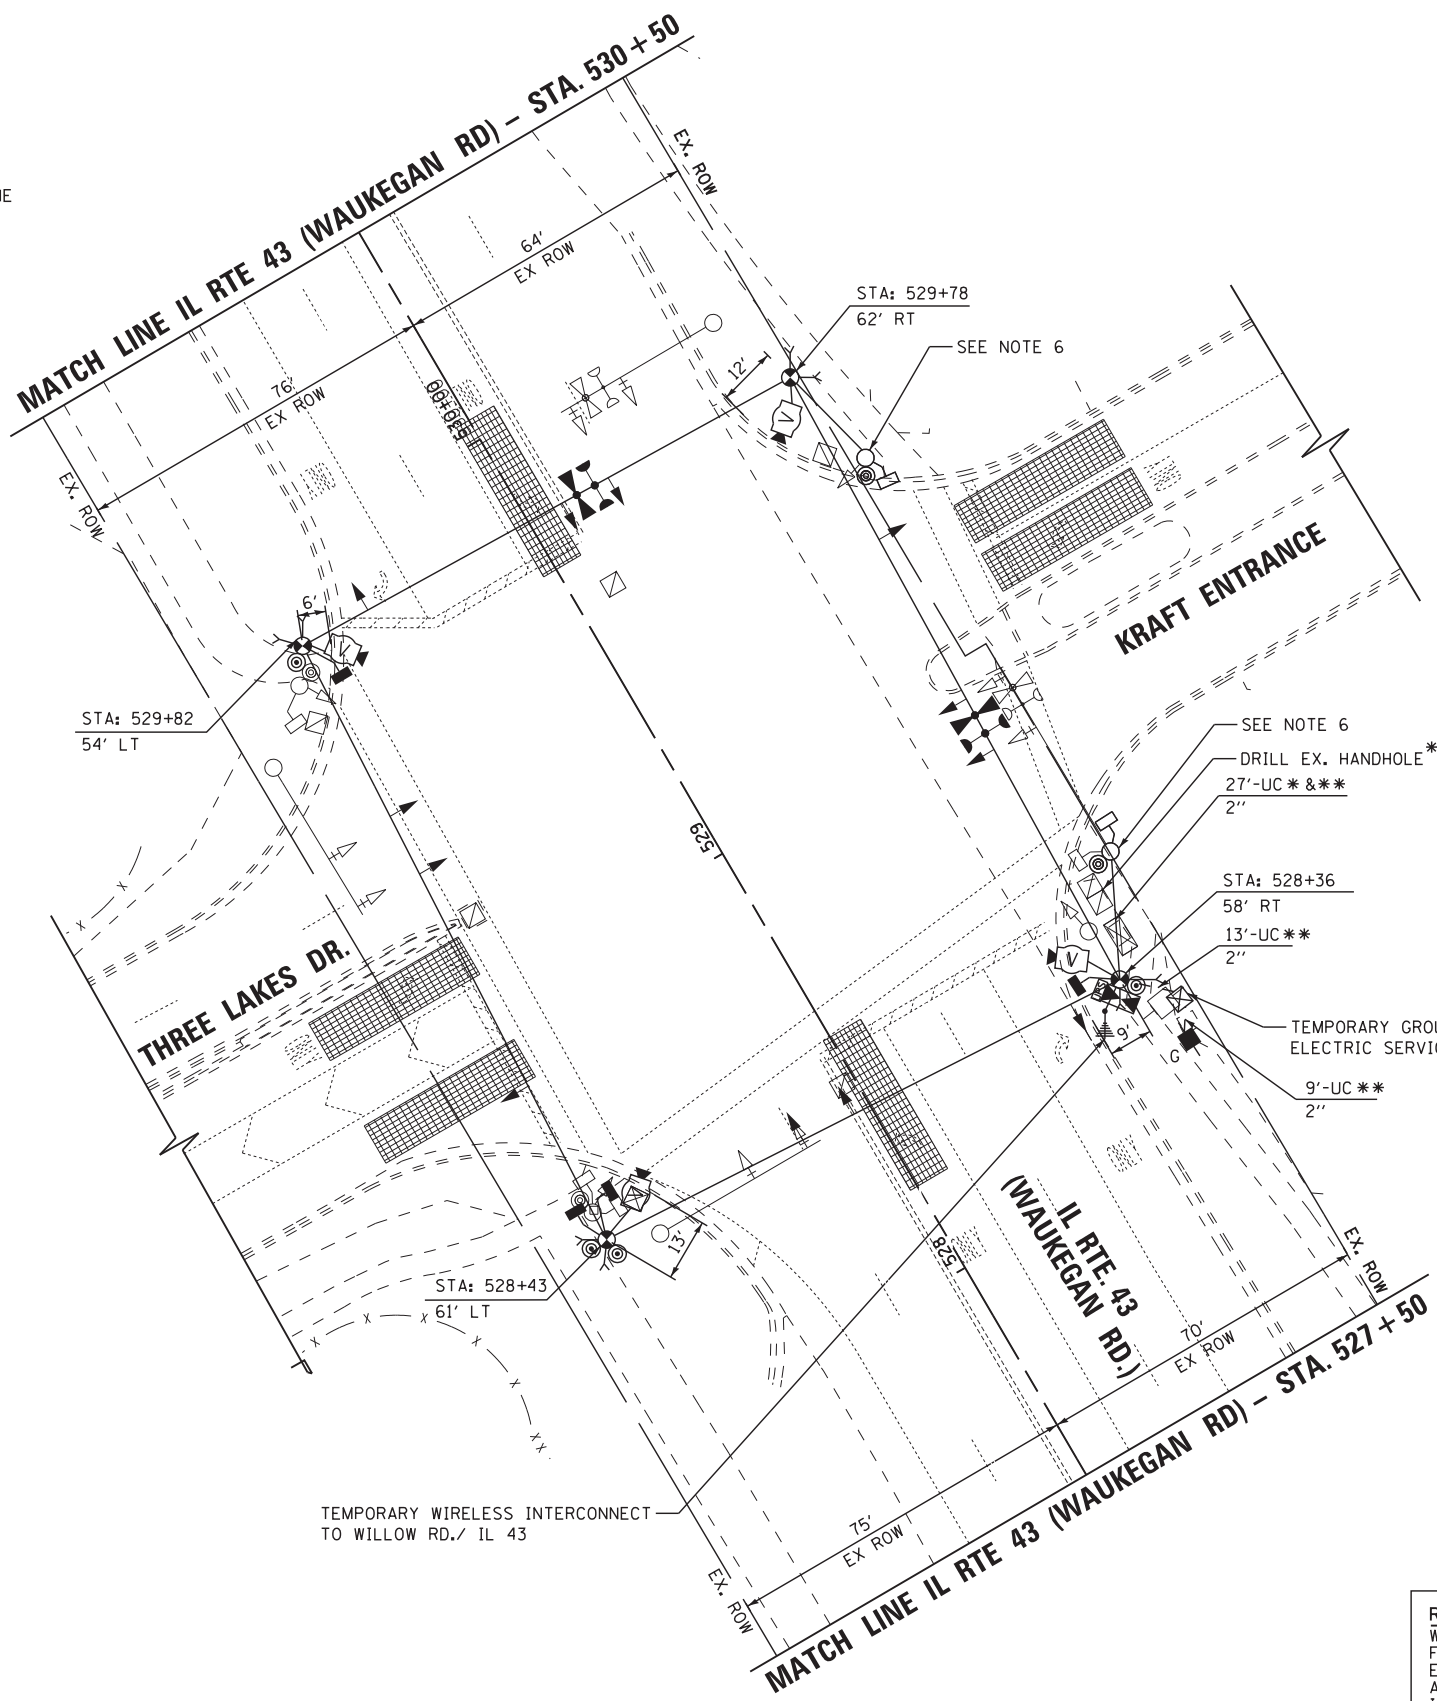 MATCH LINE IL RTE 43 (WAUKEGAN RD) – STA. 530+50
EX. ROW
64'
EX ROW
76'
EX ROW
EX. ROW
530+00
STA: 529+78
62' RT
SEE NOTE 6
12'
V
KRAFT ENTRANCE
6'
V
STA: 529+82
54' LT
SEE NOTE 6
DRILL EX. HANDHOLE*
27'-UC * &**
2''
529
STA: 528+36
58' RT
13'-UC **
2''
V
THREE LAKES DR.
TEMPORARY
ELECTRIC
9'
G
9'-UC **
2''
IL RTE. 43
(WAUKEGAN RD.)
528
13'
STA: 528+43
61' LT
EX. ROW
70'
EX ROW
TEMPORARY WIRELESS INTERCONNECT
TO WILLOW RD./ IL 43
75'
EX ROW
EX. ROW
MATCH LINE IL RTE 43 (WAUKEGAN RD) – STA. 527+50